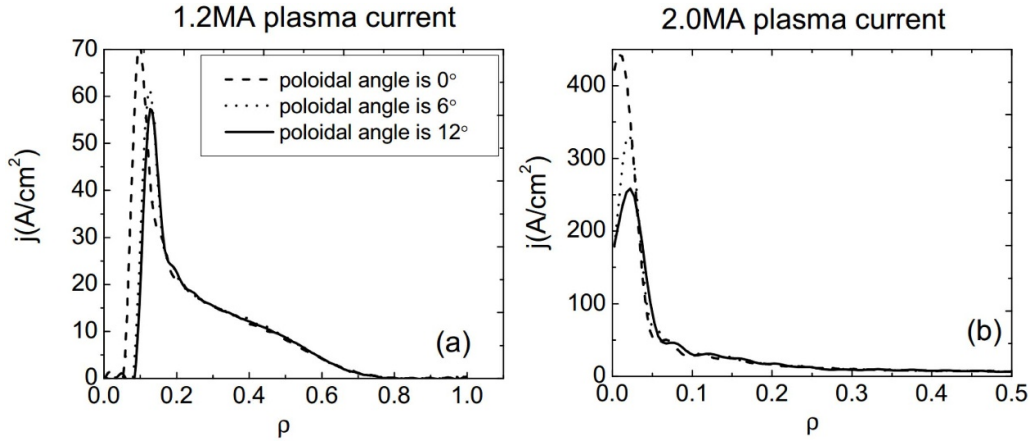 1.2MA plasma current
70
60
50
40
30
20
10
0
j(A/cm²)
poloidal angle is 0°
poloidal angle is 6°
poloidal angle is 12°
(a)
0.0 0.2 0.4 0.6 0.8 1.0
ρ
2.0MA plasma current
400
300
200
100
0
j(A/cm²)
(b)
0.0 0.1 0.2 0.3 0.4 0.5
ρ